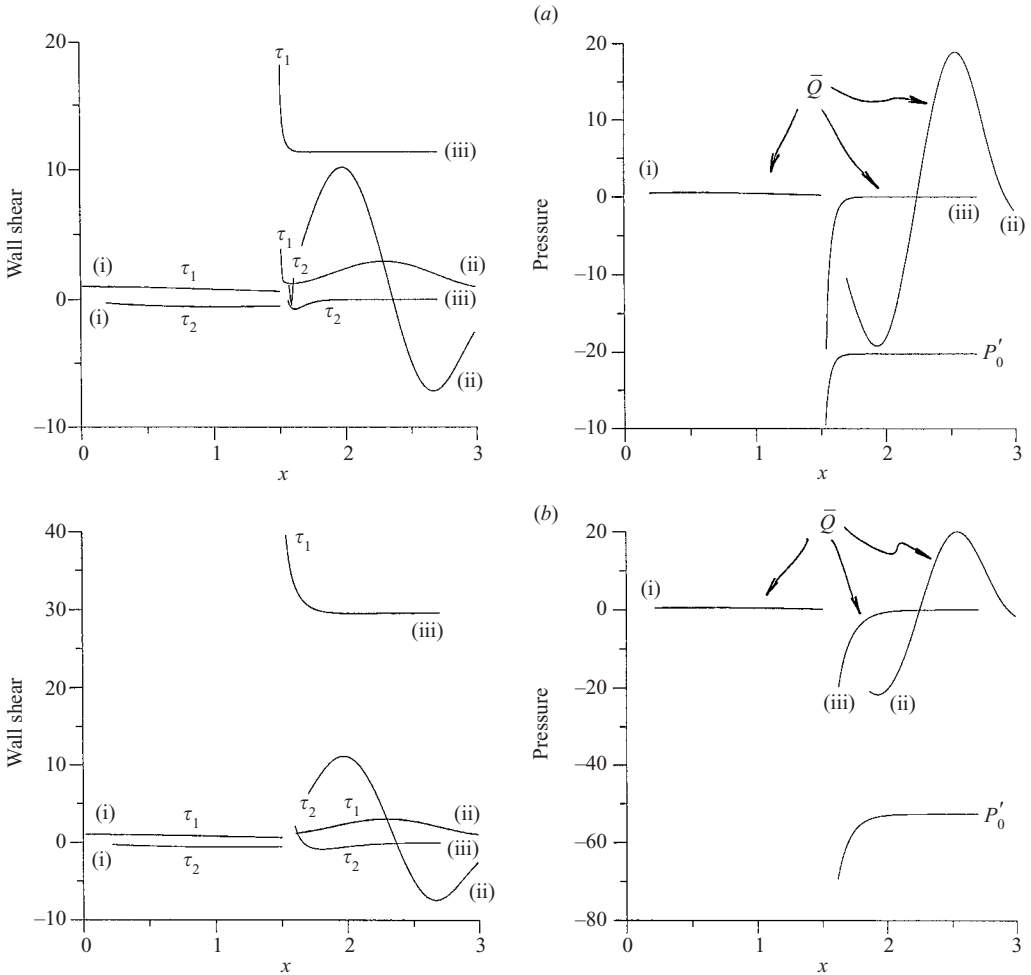 (a)
20
10
0
−10
Wall shear
τ1
(iii)
τ1
τ2
(i)
τ1
(ii)
(i)
τ2
τ2
(iii)
(ii)
0
1
2
3
x
20
10
0
−10
−20
−10
Pressure
Q̄
(i)
(iii)
(ii)
P′0
0
1
2
3
x
(b)
40
30
20
10
0
−10
Wall shear
τ1
(iii)
(i)
τ2
τ1
τ1
(ii)
(i)
τ2
τ2
(iii)
(ii)
0
1
2
3
x
20
0
−20
−40
−60
−80
Pressure
Q̄
(i)
(iii)
(ii)
P′0
0
1
2
3
x